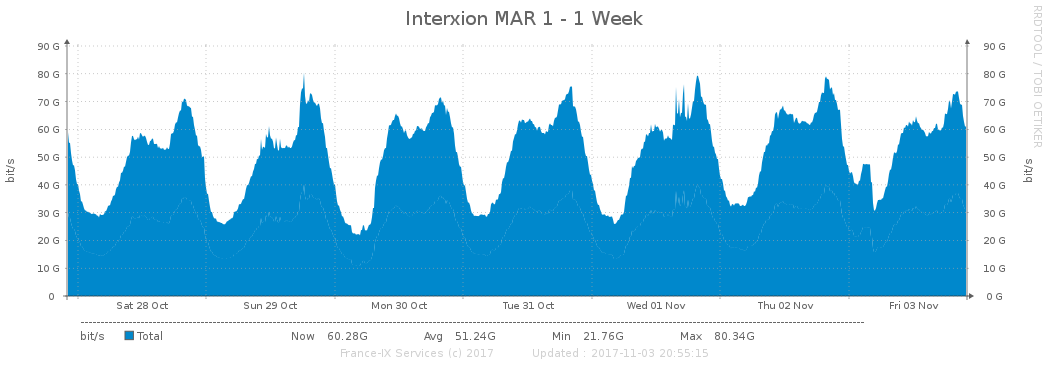 Interxion MAR 1 - 1 Week
RRDTOOL / TOBI OETIKER
bit/s
bit/s
90 G 90 G
80 G 80 G
70 G 70 G
60 G 60 G
50 G 50 G
40 G 40 G
30 G 30 G
20 G 20 G
10 G 10 G
0 0 G
Sat 28 Oct Sun 29 Oct Mon 30 Oct Tue 31 Oct Wed 01 Nov Thu 02 Nov Fri 03 Nov
bit/s Total Now 60.28G Avg 51.24G Min 21.76G Max 80.34G
France-IX Services (c) 2017 Updated : 2017-11-03 20:55:15